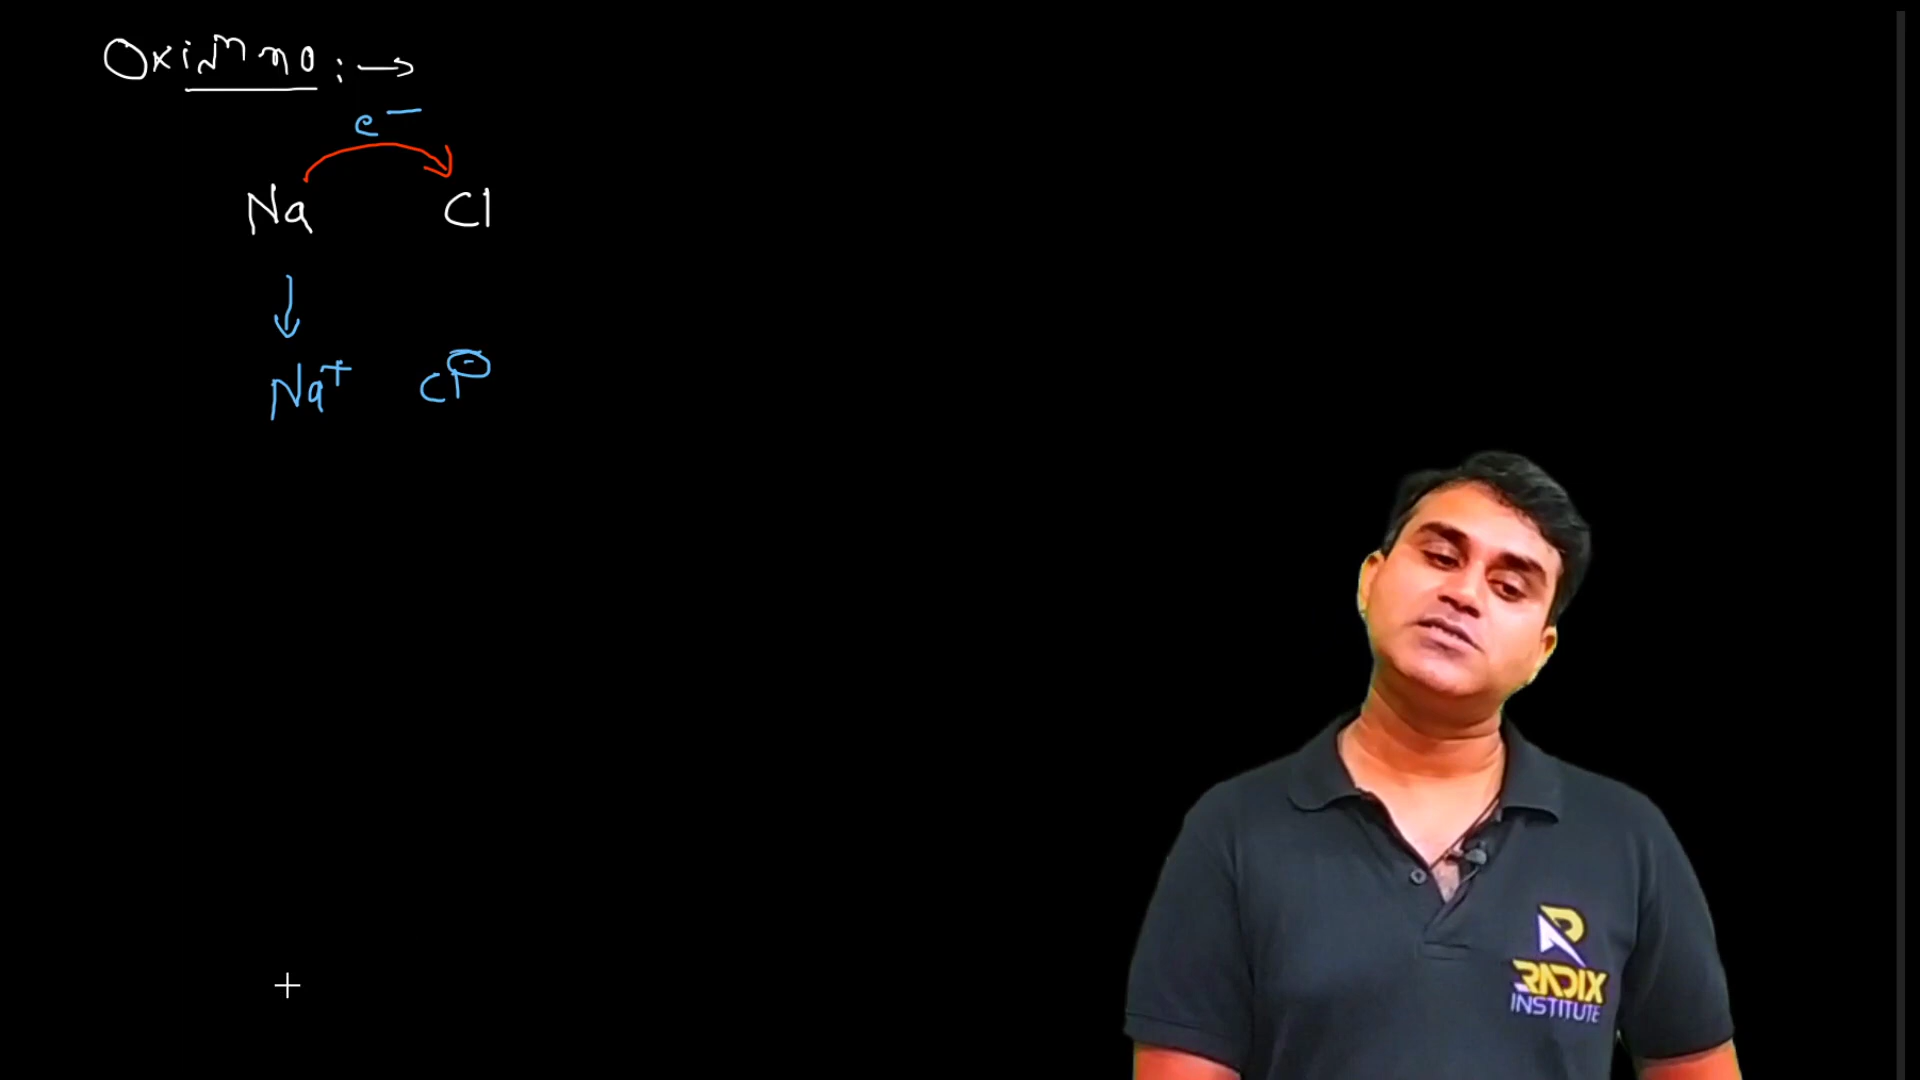 Oxidⁿ no :→
e⁻
Na Cl
↓
Na⁺ Cl⁻
RADIX
INSTITUTE